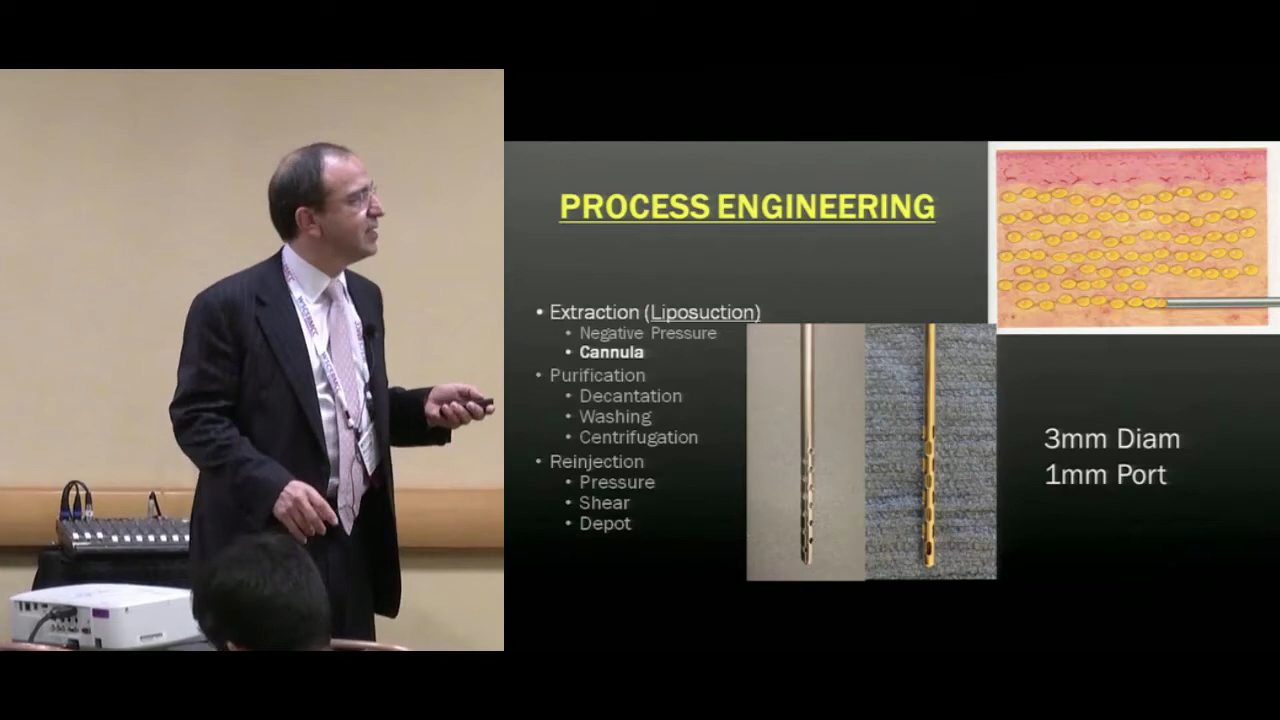 PROCESS ENGINEERING
• Extraction (Liposuction)
• Negative Pressure
• Cannula
• Purification
• Decantation
• Washing
• Centrifugation
• Reinjection
• Pressure
• Shear
• Depot
3mm Diam
1mm Port